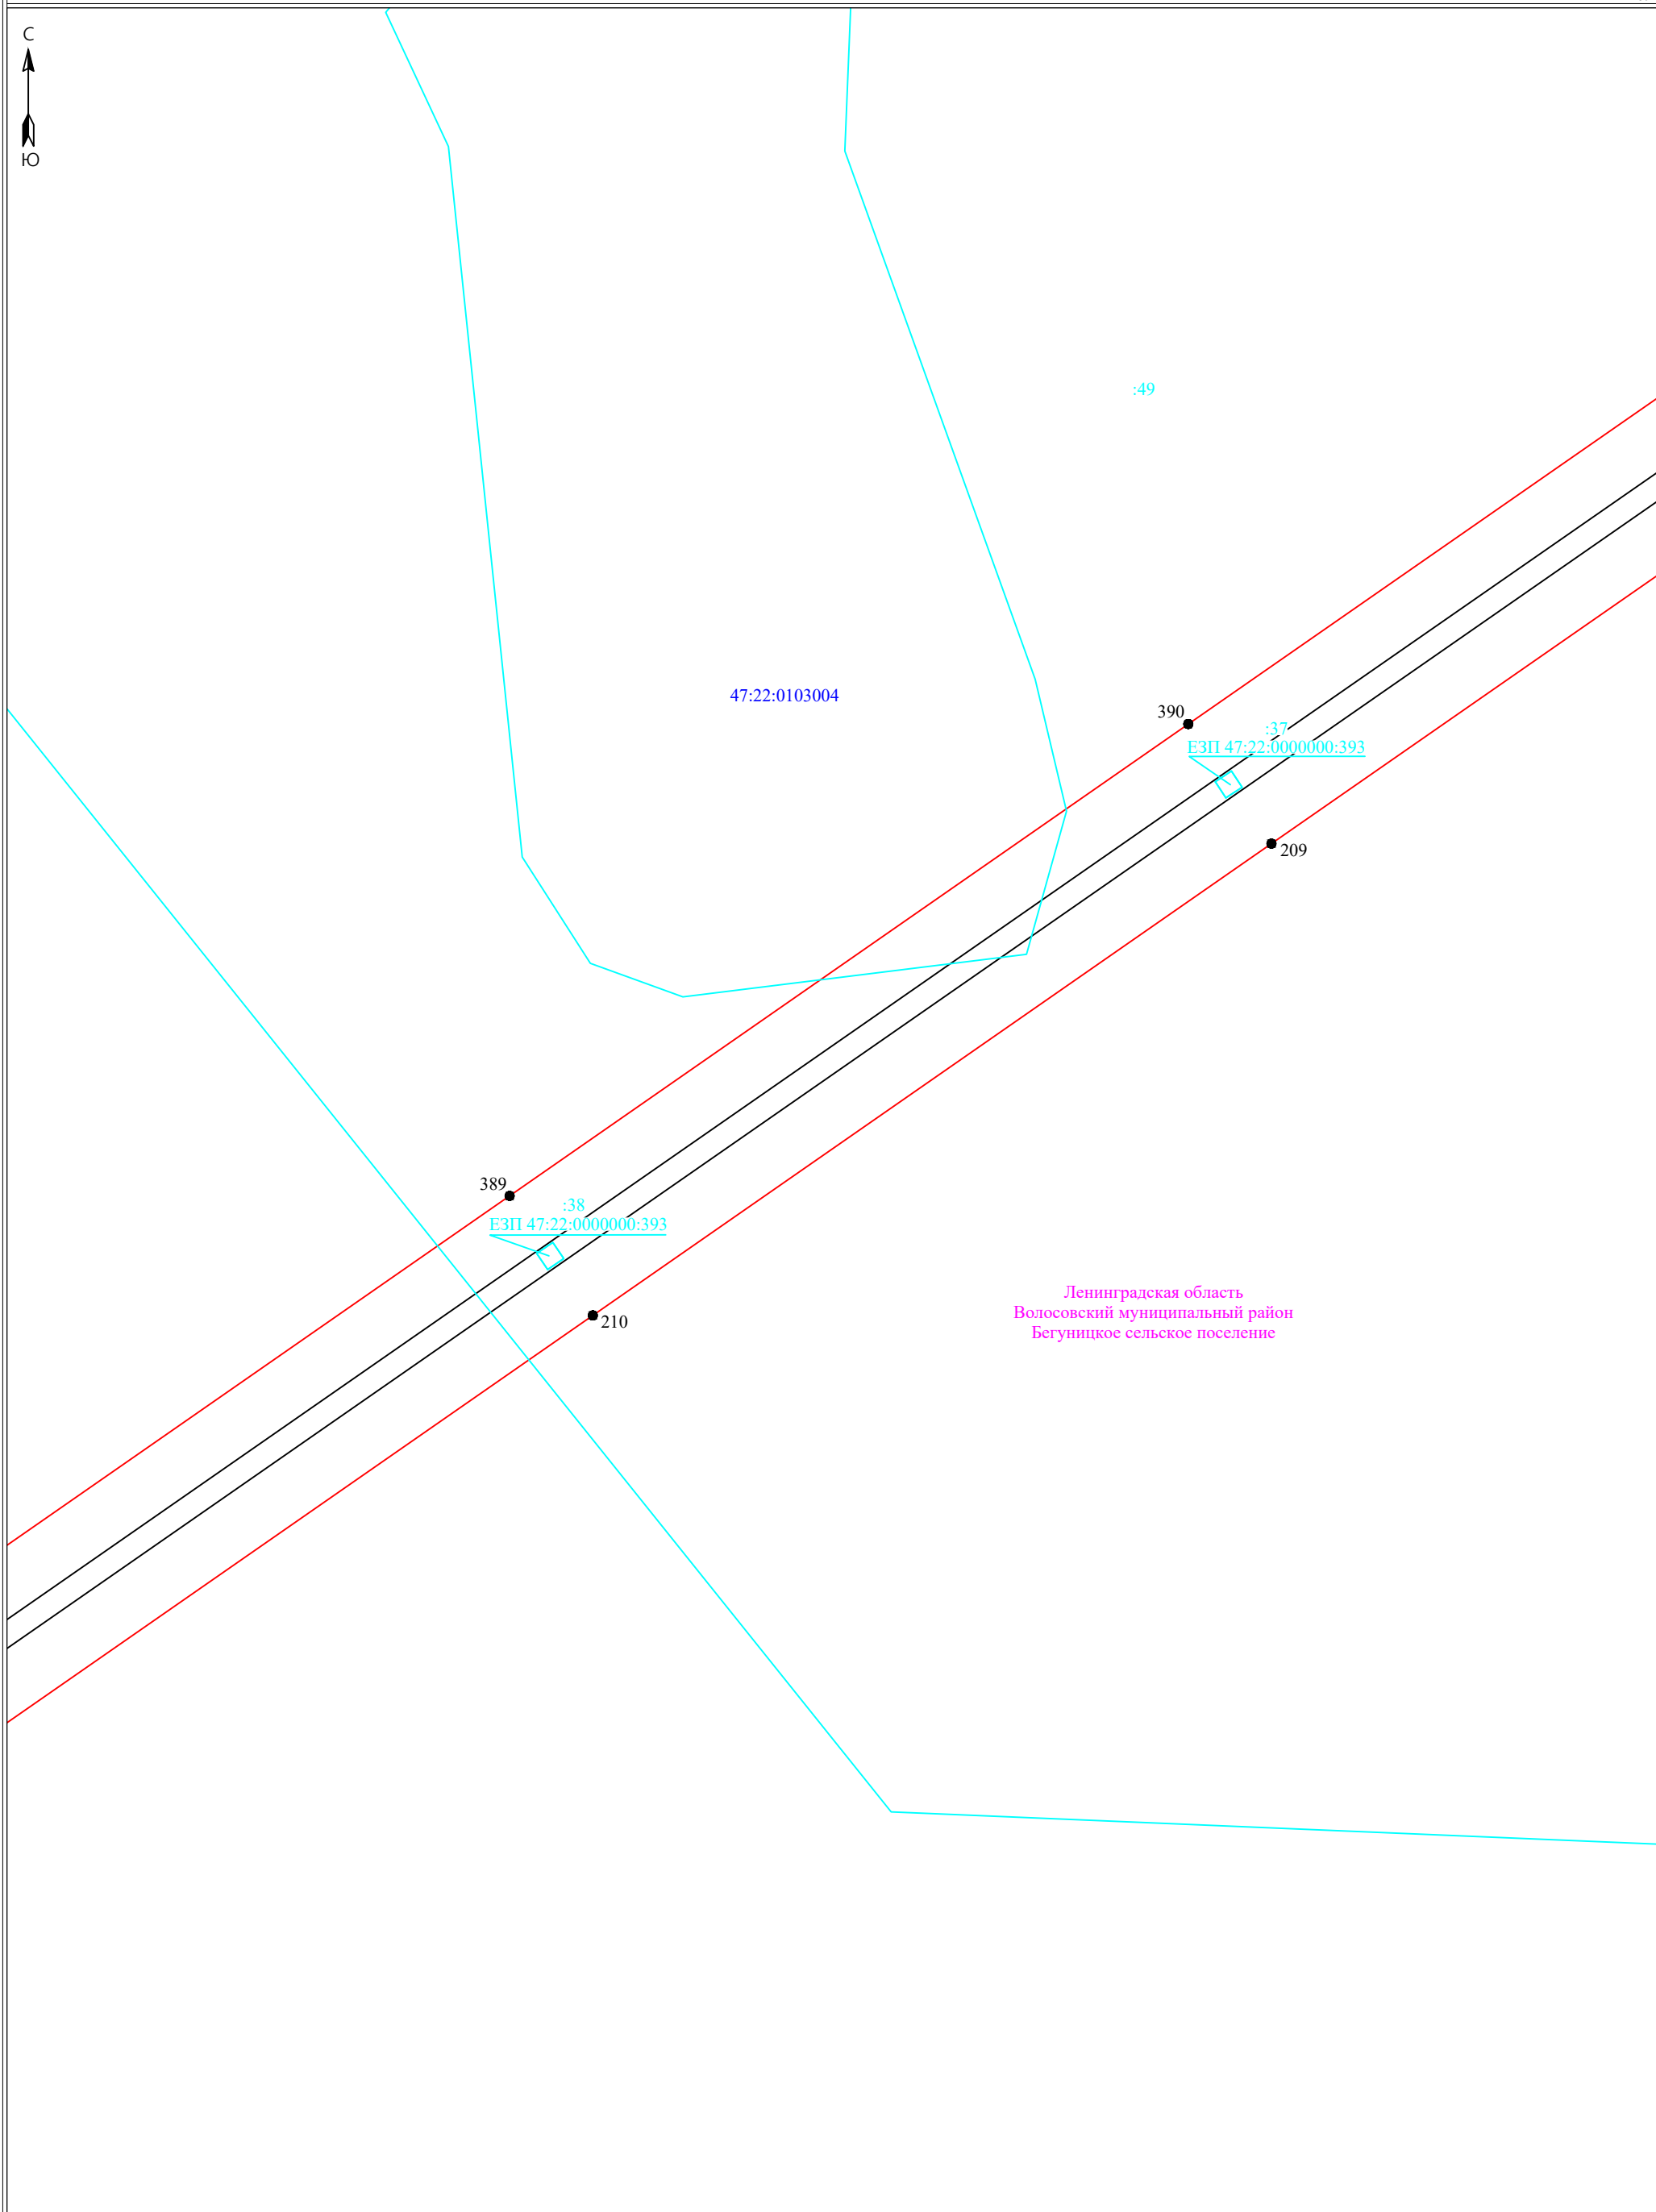 С
Ю
:49
47:22:0103004
390
:37
ЕЗП 47:22:0000000:393
209
389
:38
ЕЗП 47:22:0000000:393
210
Ленинградская область
Волосовский муниципальный район
Бегуницкое сельское поселение